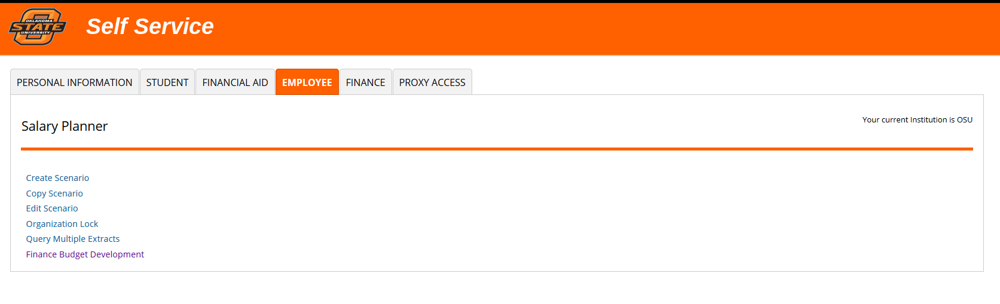 OKLAHOMA
STATE
UNIVERSITY
Self Service
PERSONAL INFORMATION STUDENT FINANCIAL AID EMPLOYEE FINANCE PROXY ACCESS
Salary Planner
Your current Institution is OSU
Create Scenario
Copy Scenario
Edit Scenario
Organization Lock
Query Multiple Extracts
Finance Budget Development